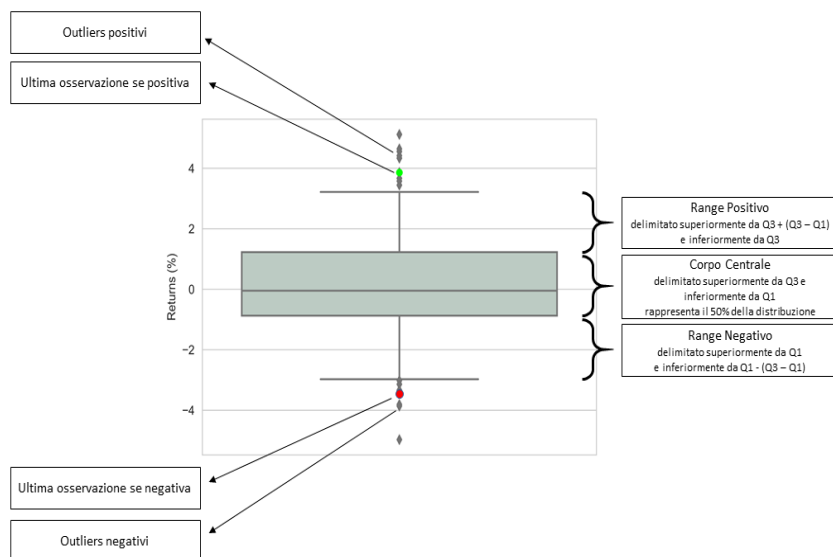 Outliers positivi
Ultima osservazione se positiva
4
2
0
−2
−4
Returns (%)
Range Positivo
delimitato superiormente da Q3 + (Q3 – Q1)
e inferiormente da Q3
Corpo Centrale
delimitato superiormente da Q3 e
inferiormente da Q1
rappresenta il 50% della distribuzione
Range Negativo
delimitato superiormente da Q1
e inferiormente da Q1 - (Q3 – Q1)
Ultima osservazione se negativa
Outliers negativi